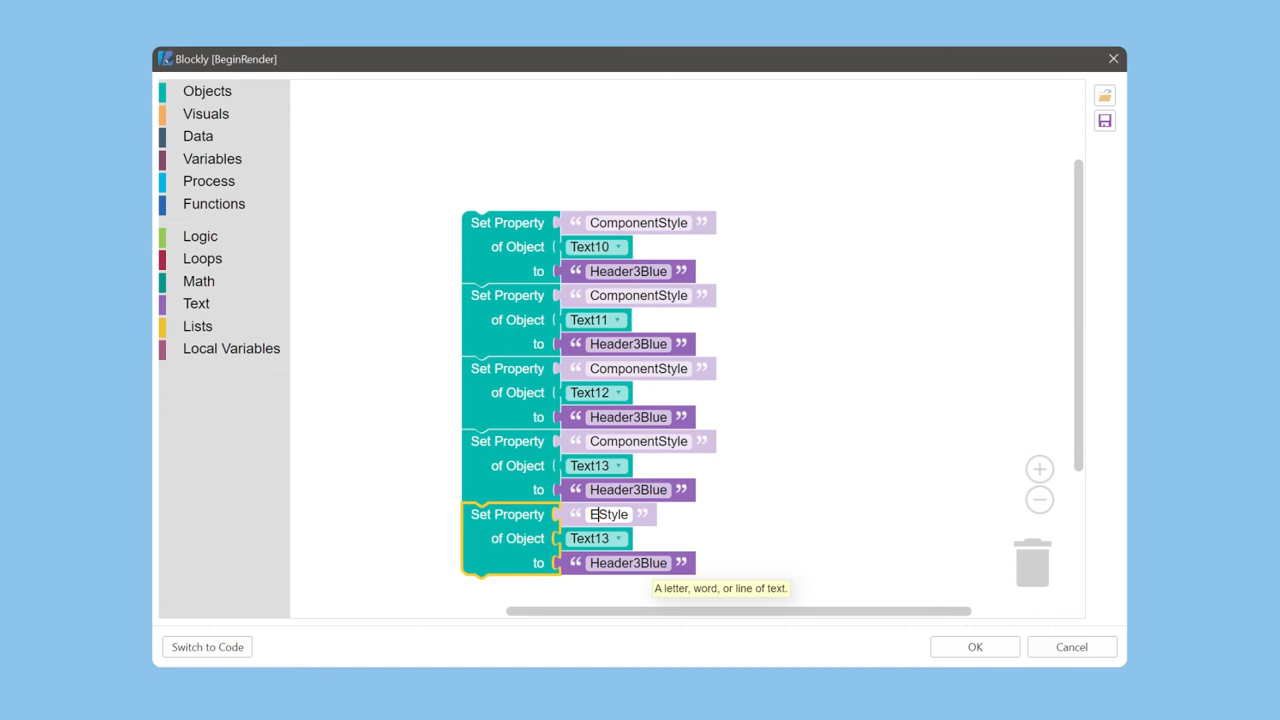 Blockly [BeginRender]
Objects
Visuals
Data
Variables
Process
Functions
Logic
Loops
Math
Text
Lists
Local Variables
Set Property “ ComponentStyle ”
of Object Text10
to “ Header3Blue ”
Set Property “ ComponentStyle ”
of Object Text11
to “ Header3Blue ”
Set Property “ ComponentStyle ”
of Object Text12
to “ Header3Blue ”
Set Property “ ComponentStyle ”
of Object Text13
to “ Header3Blue ”
Set Property “ EStyle ”
of Object Text13
to “ Header3Blue ”
A letter, word, or line of text.
Switch to Code
OK
Cancel